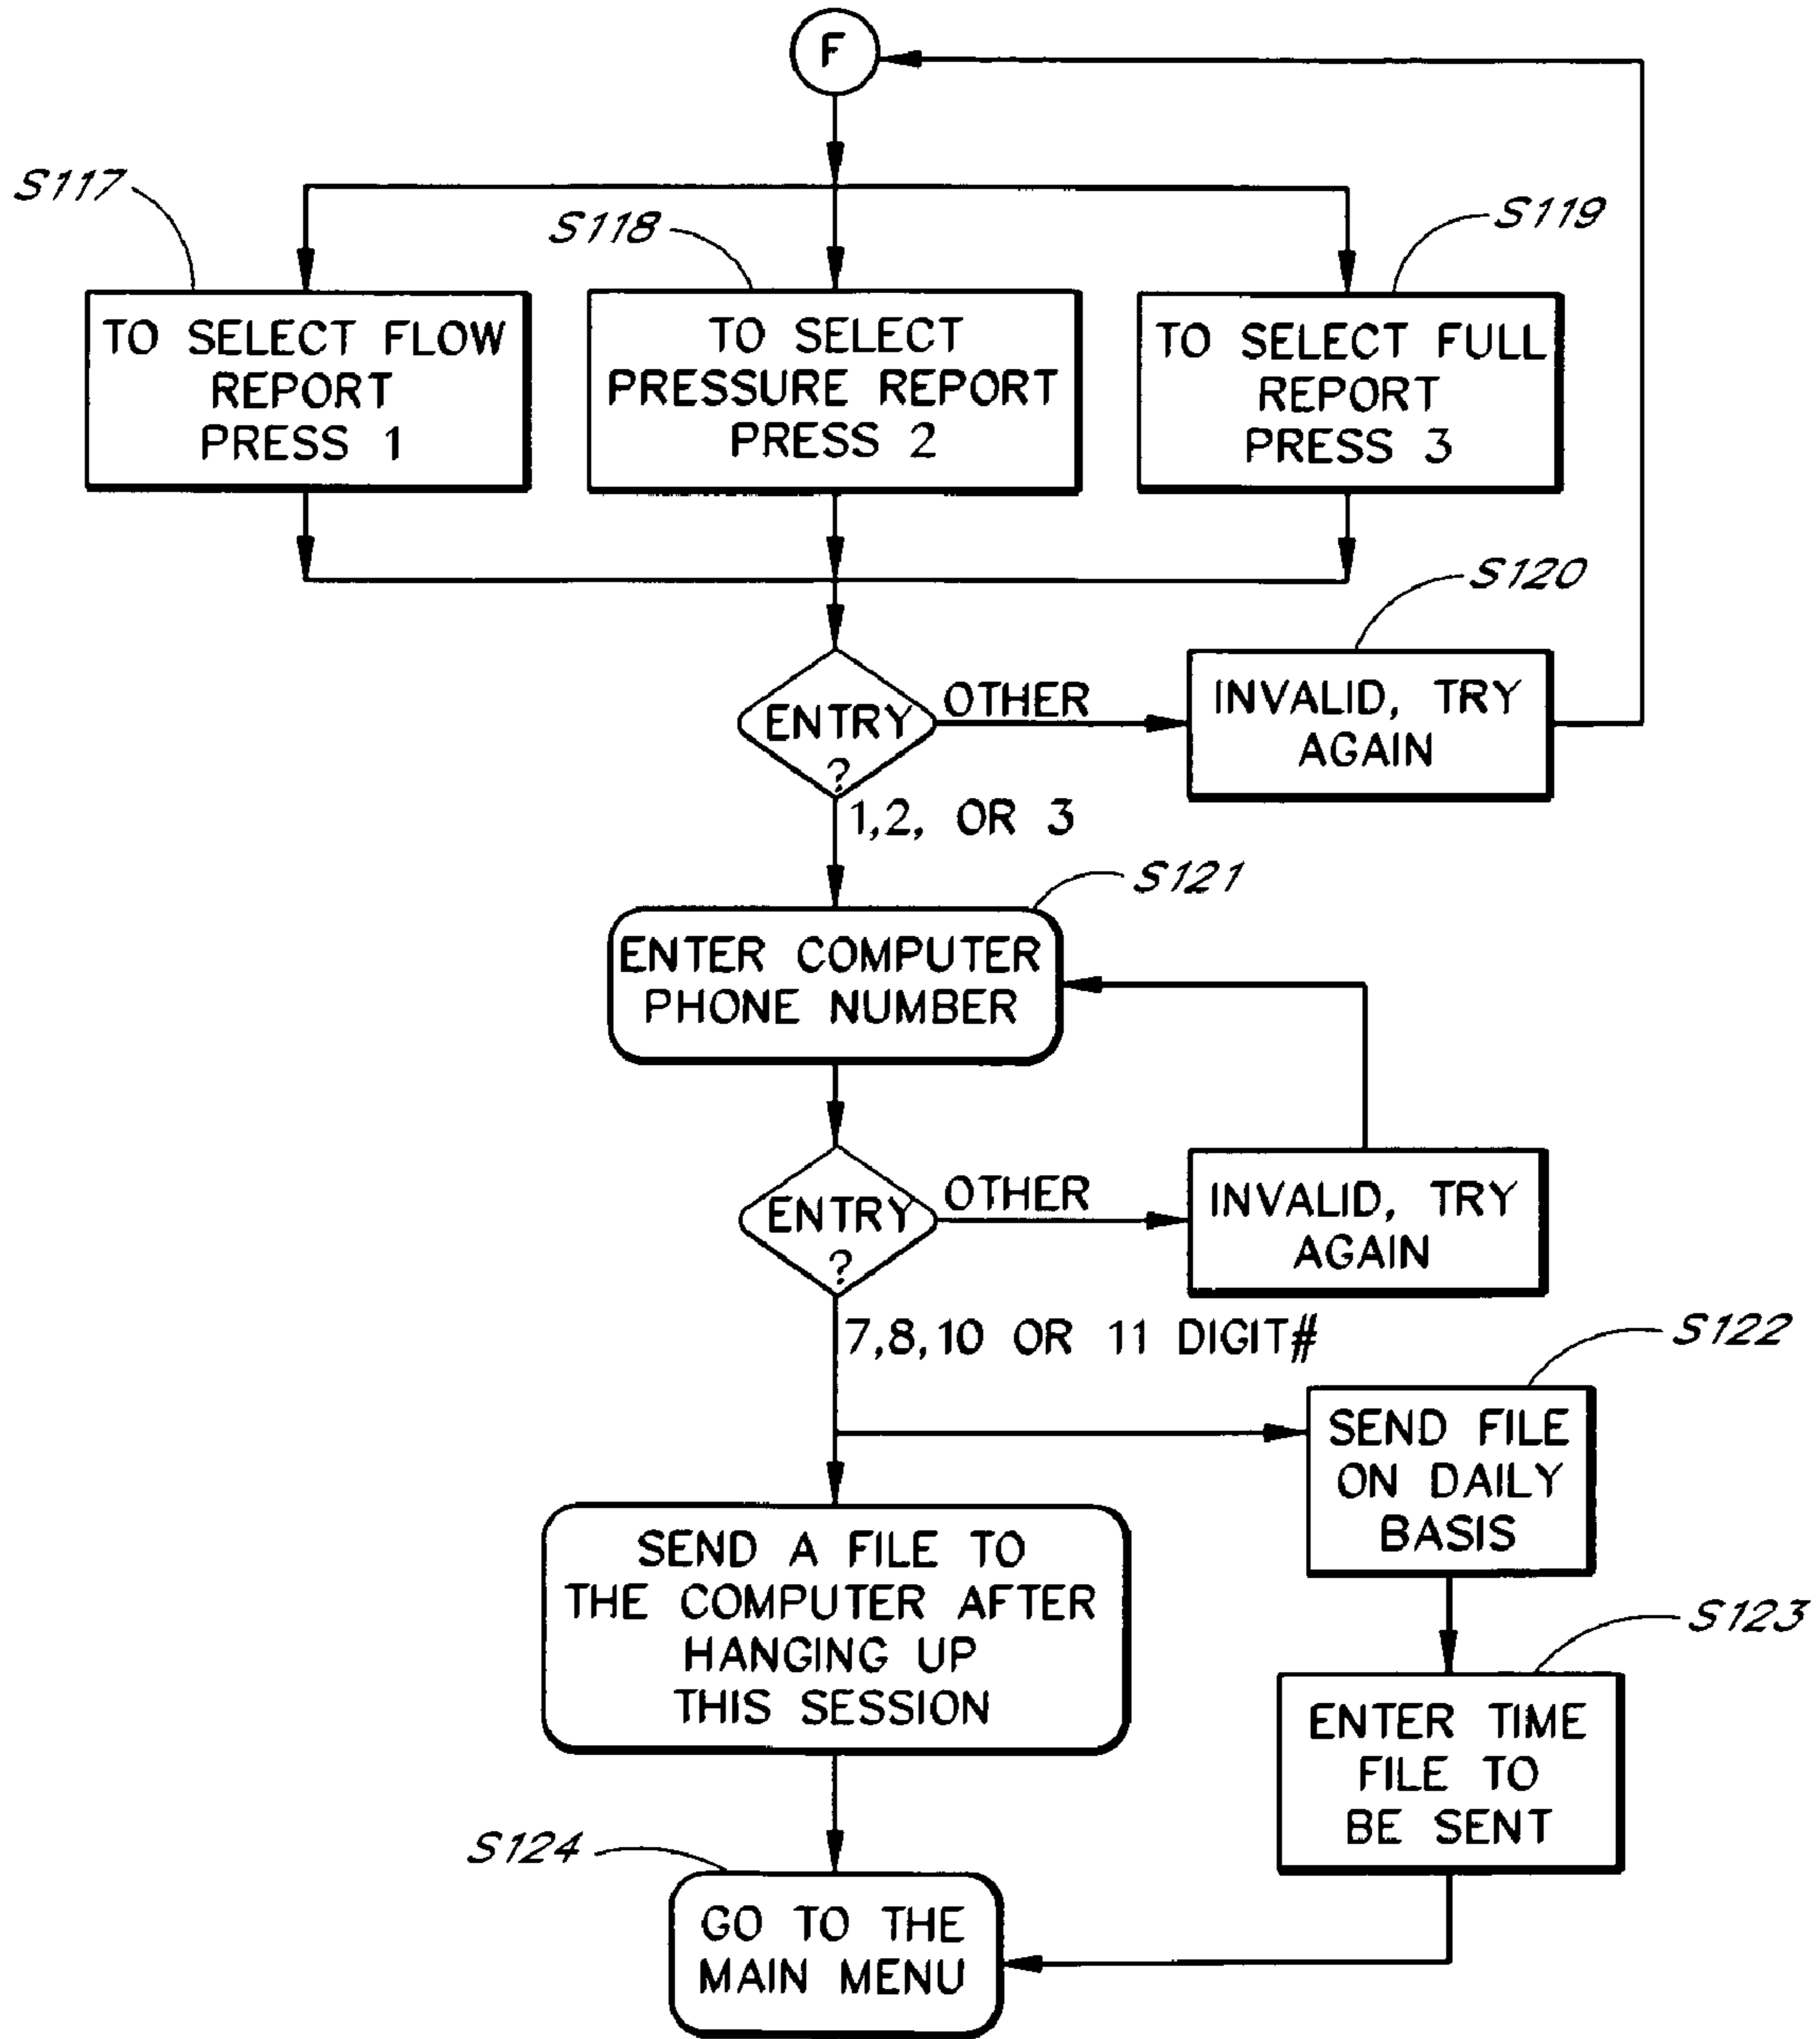 F
S117
S118
S119
TO SELECT FLOW
REPORT
PRESS 1
TO SELECT
PRESSURE REPORT
PRESS 2
TO SELECT FULL
REPORT
PRESS 3
S120
ENTRY
?
OTHER
INVALID, TRY
AGAIN
1,2, OR 3
S121
ENTER COMPUTER
PHONE NUMBER
ENTRY
?
OTHER
INVALID, TRY
AGAIN
7,8,10 OR 11 DIGIT#
S122
SEND FILE
ON DAILY
BASIS
SEND A FILE TO
THE COMPUTER AFTER
HANGING UP
THIS SESSION
S123
ENTER TIME
FILE TO
BE SENT
S124
GO TO THE
MAIN MENU